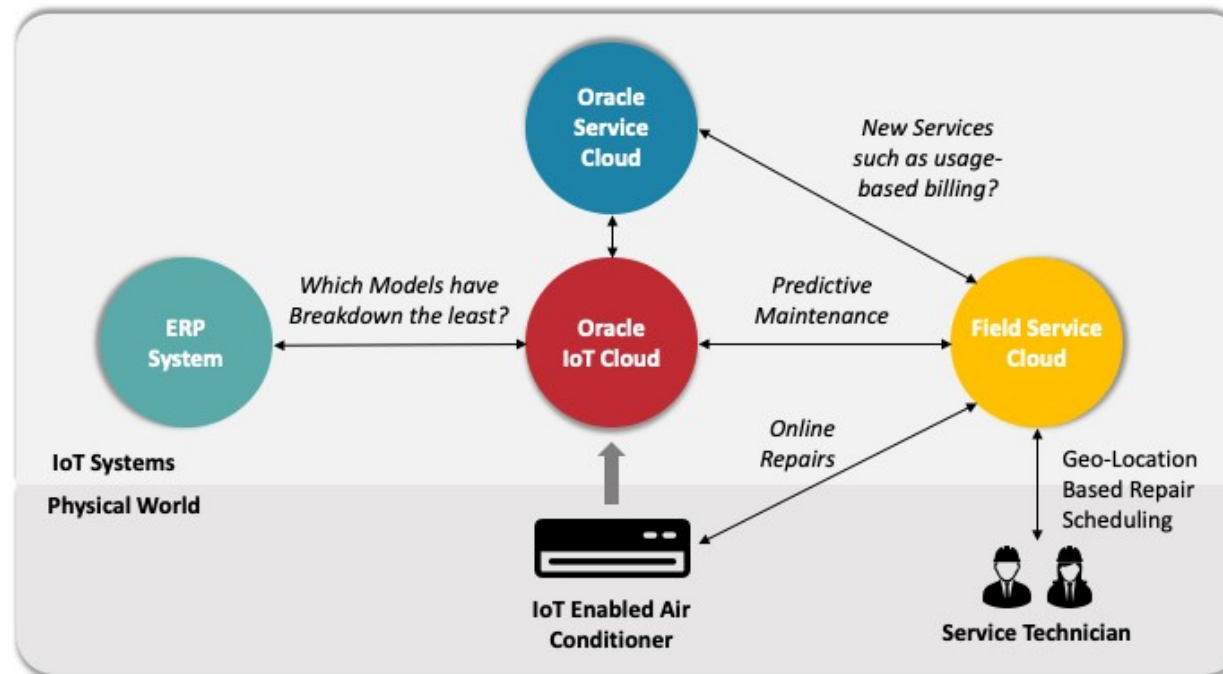 Oracle
Service
Cloud
New Services
such as usage-
based billing?
Which Models have
Breakdown the least?
Predictive
Maintenance
ERP
System
Oracle
IoT Cloud
Field Service
Cloud
Online
Repairs
IoT Systems
Physical World
Geo-Location
Based Repair
Scheduling
IoT Enabled Air
Conditioner
Service Technician